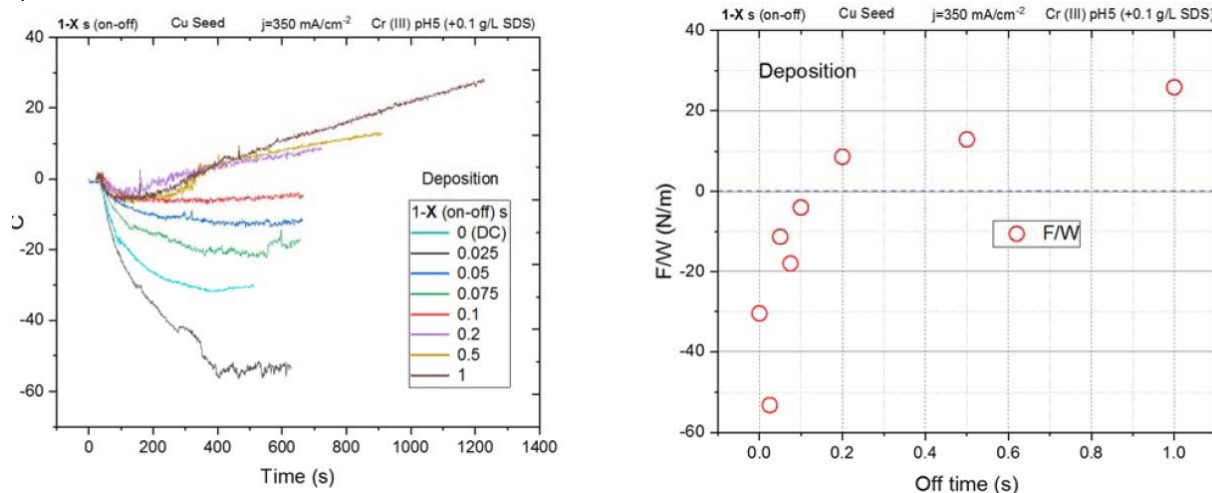 1-X s (on-off) Cu Seed j=350 mA/cm⁻² Cr (III) pH5 (+0.1 g/L SDS)
40
20
0
-20
-40
-60
0 200 400 600 800 1000 1200 1400
Time (s)
Deposition
1-X (on-off) s
0 (DC)
0.025
0.05
0.075
0.1
0.2
0.5
1
1-X s (on-off) Cu Seed j=350 mA/cm⁻² Cr (III) pH5 (+0.1 g/L SDS)
F/W (N/m)
40
20
0
-20
-40
-60
Deposition
F/W
0.0 0.2 0.4 0.6 0.8 1.0
Off time (s)